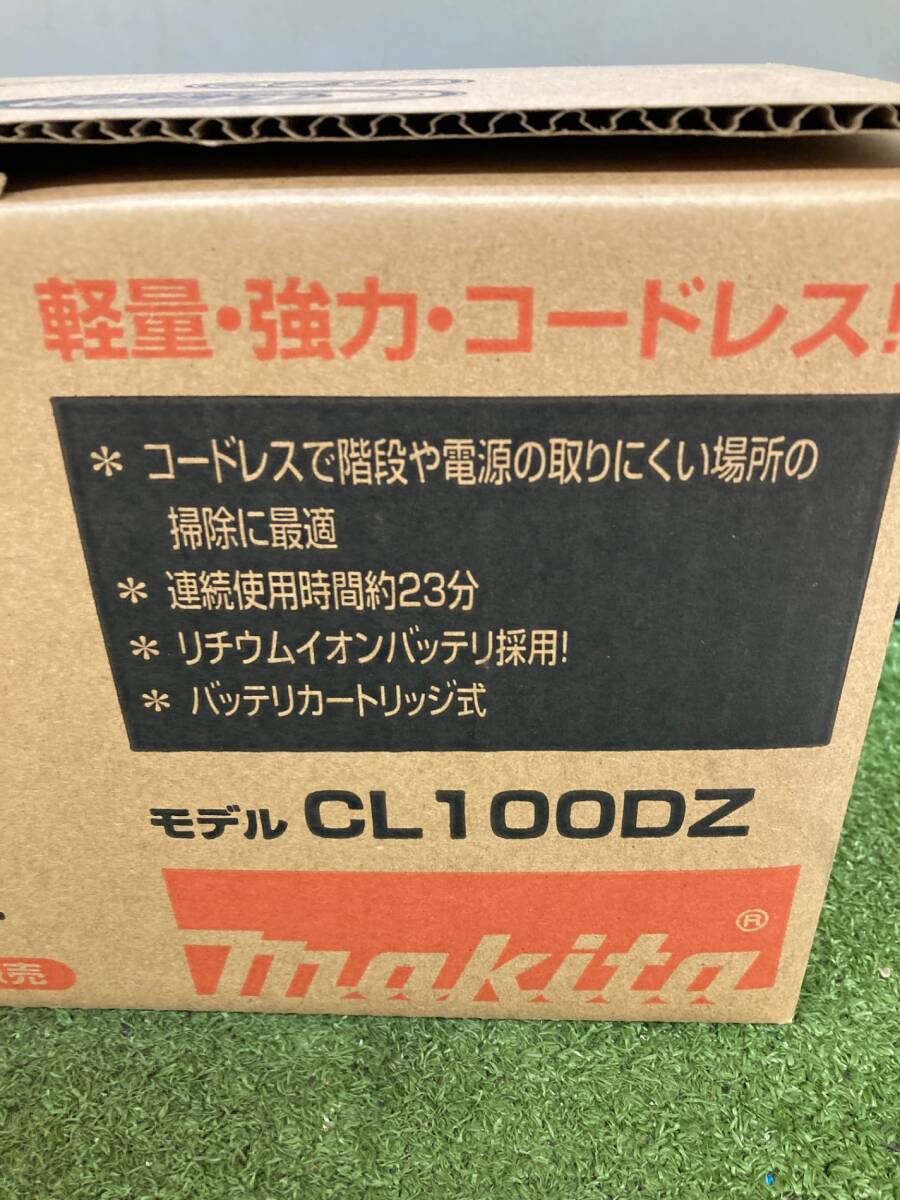 軽量・強力・コードレス!
＊ コードレスで階段や電源の取りにくい場所の
掃除に最適
＊ 連続使用時間約23分
＊ リチウムイオンバッテリ採用!
＊ バッテリカートリッジ式
モデル CL100DZ
makita®
売